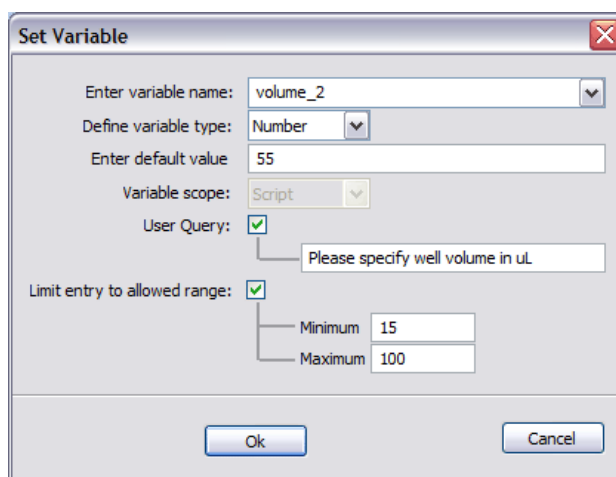 Set Variable
Enter variable name: volume_2
Define variable type: Number
Enter default value 55
Variable scope: Script
User Query:
Please specify well volume in uL
Limit entry to allowed range:
Minimum 15
Maximum 100
Ok Cancel